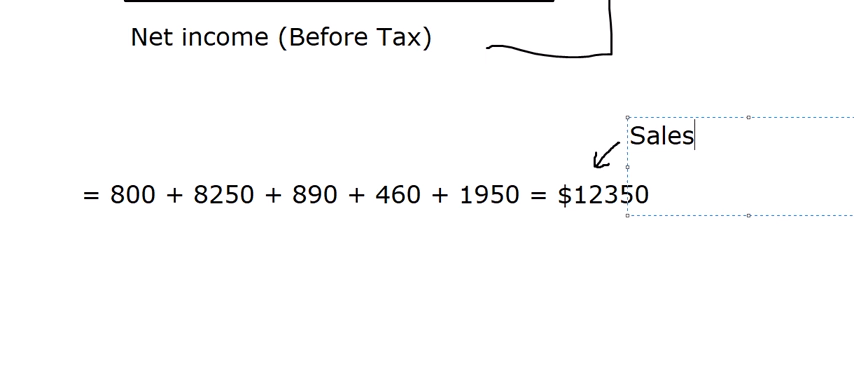 Net income (Before Tax)
Sales
= 800 + 8250 + 890 + 460 + 1950 = $12350